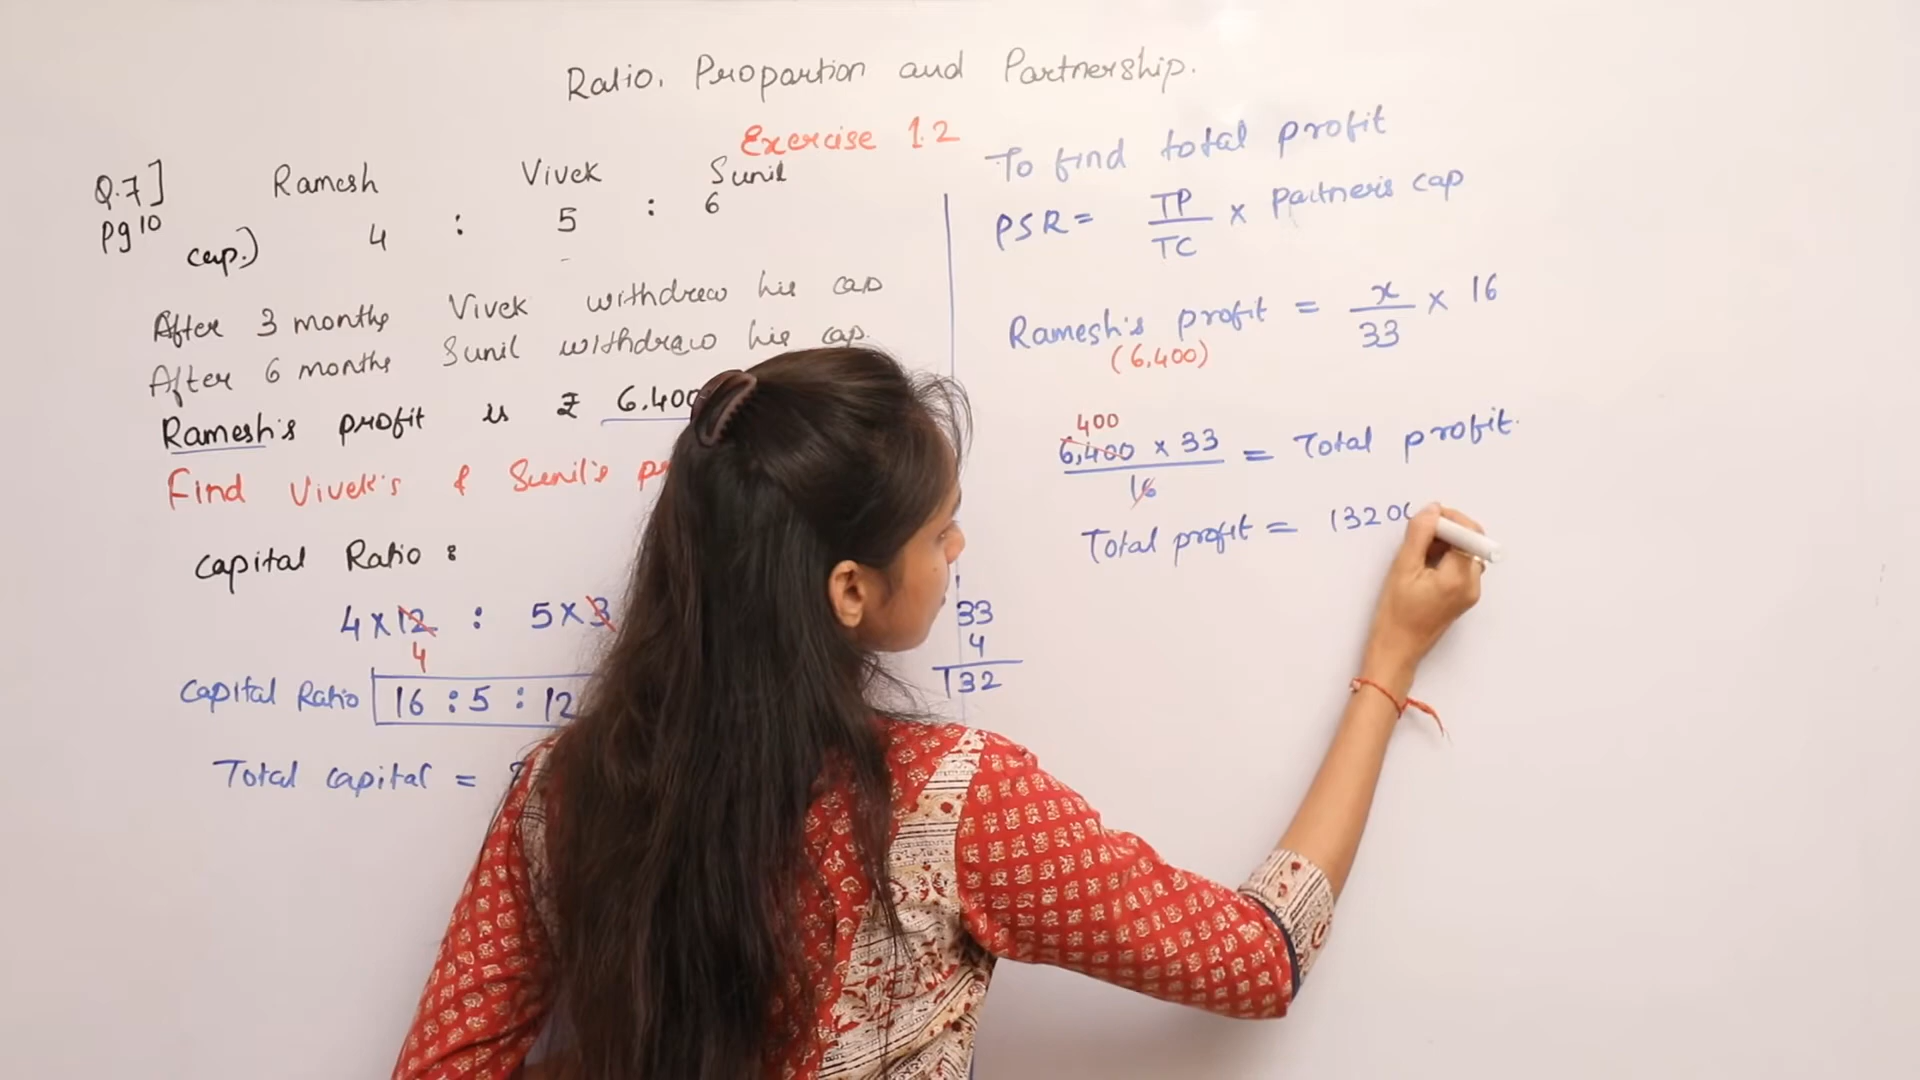 Ratio, Proportion and Partnership.
Exercise 1.2
Q.7] Ramesh Vivek Sunil
Pg 10 cap.) 4 : 5 : 6
After 3 months Vivek withdrew his cap
After 6 months Sunil withdrew his cap.
Ramesh's profit is ₹ 6,400
Find Vivek's & Sunil's
Capital Ratio :
4 x 12 : 5 x 3
4
Capital Ratio 16 : 5 : 12
Total capital =
33
4
132
To find total profit
PSR = TP/TC x Partner's cap
Ramesh's profit = x/33 x 16
(6,400)
400
6,400 x 33 / 16 = Total profit.
Total profit = 1320